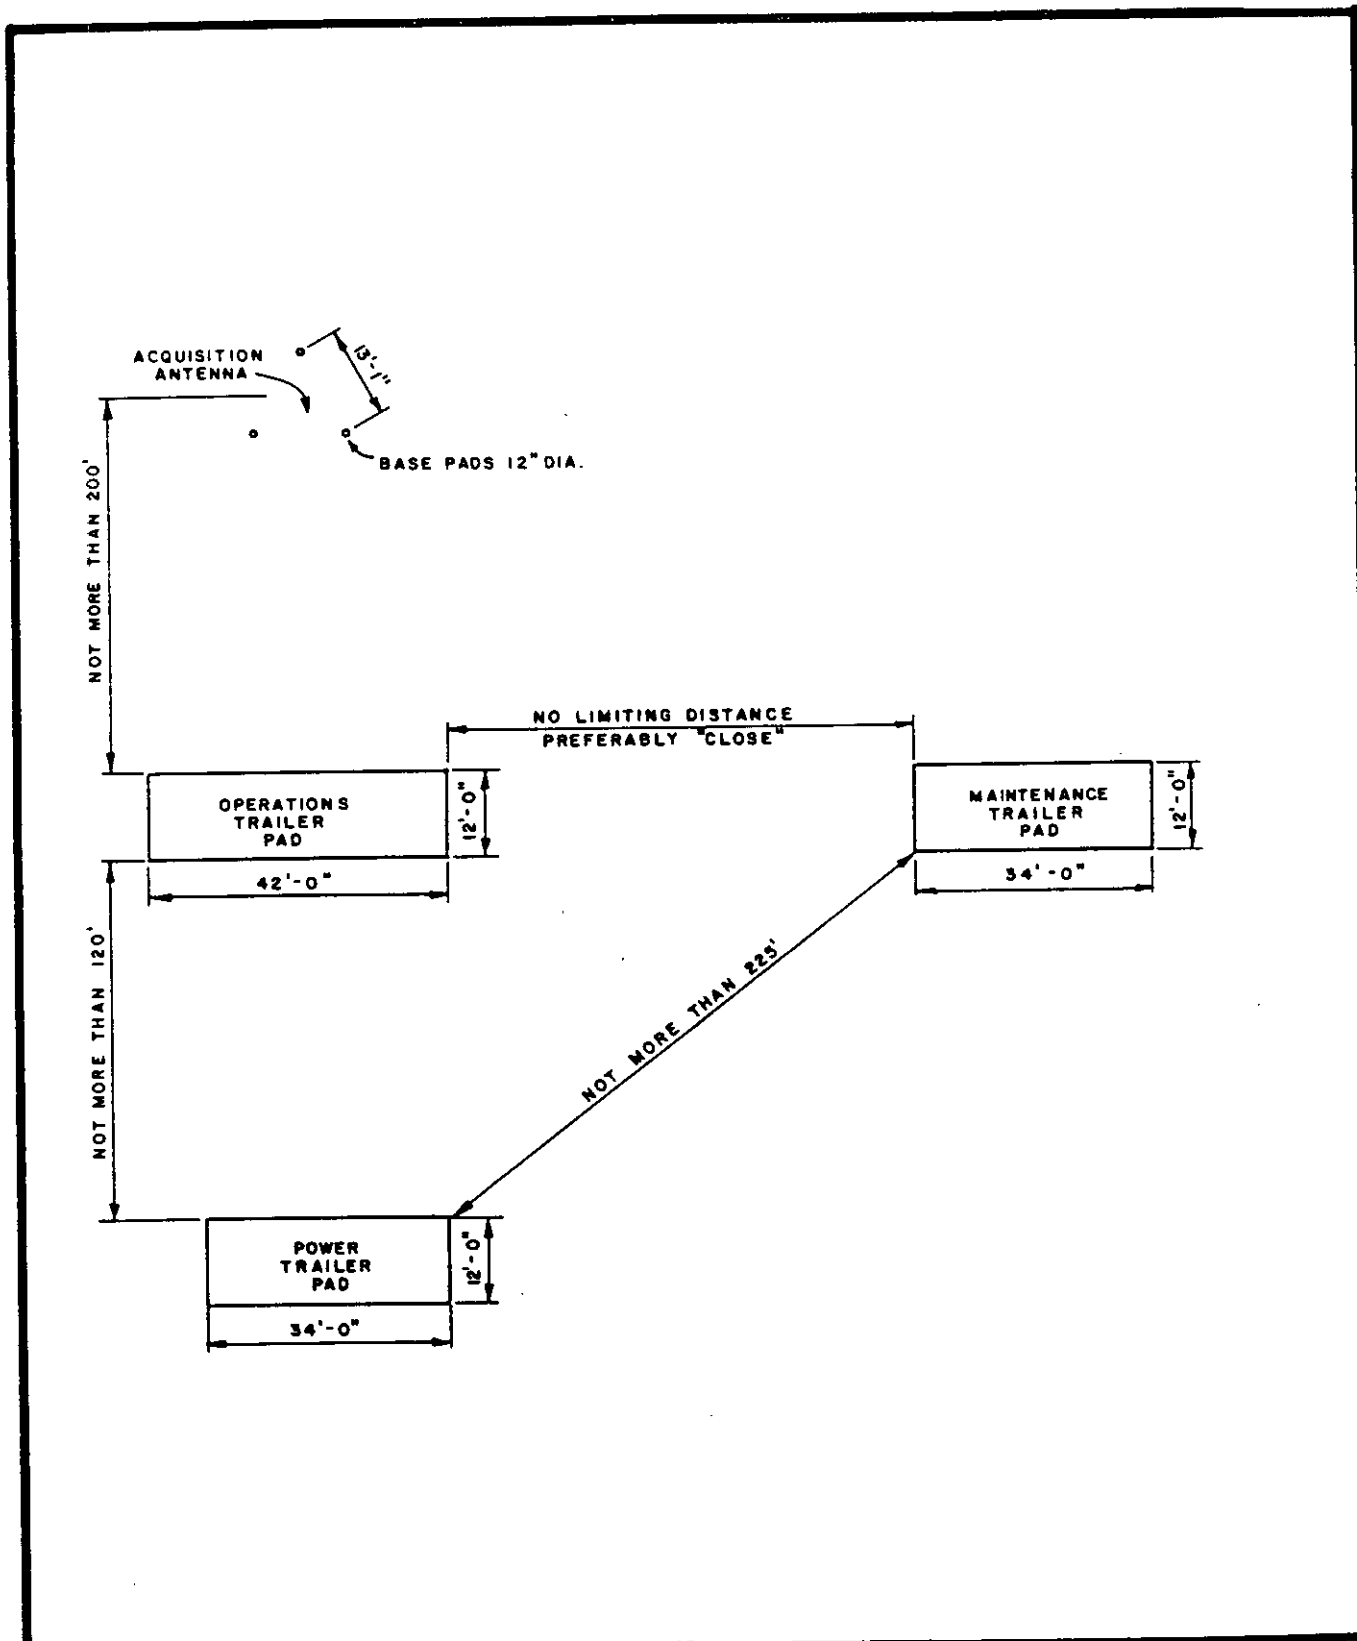 ACQUISITION
ANTENNA
13'-1"
BASE PADS 12" DIA.
NOT MORE THAN 200'
NO LIMITING DISTANCE
PREFERABLY "CLOSE"
OPERATIONS
TRAILER
PAD
12'-0"
42'-0"
MAINTENANCE
TRAILER
PAD
12'-0"
34'-0"
NOT MORE THAN 120'
NOT MORE THAN 225'
POWER
TRAILER
PAD
12'-0"
34'-0"